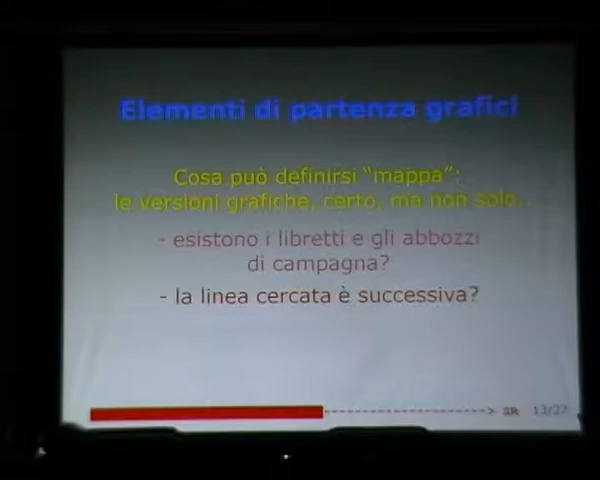 Elementi di partenza grafici
Cosa può definirsi “mappa”:
le versioni grafiche, certo, ma non solo...
- esistono i libretti e gli abbozzi
di campagna?
- la linea cercata è successiva?
SR 13/27